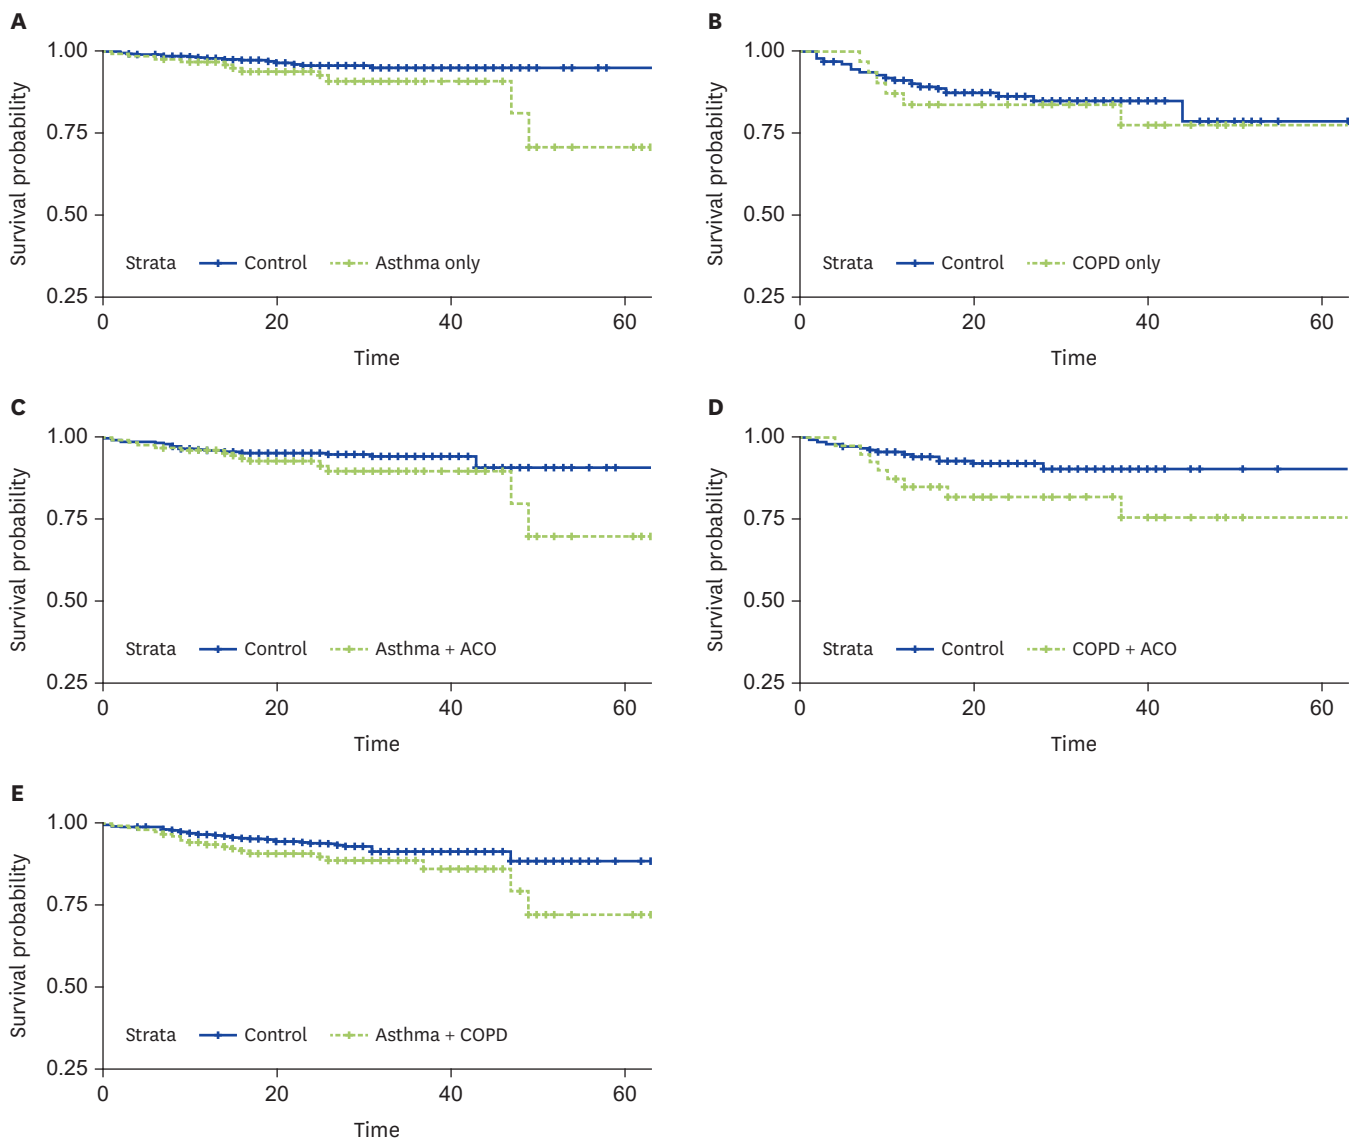 A
Survival probability
1.00
0.75
0.50
0.25
Strata Control Asthma only
0 20 40 60
Time
B
Survival probability
1.00
0.75
0.50
0.25
Strata Control COPD only
0 20 40 60
Time
C
Survival probability
1.00
0.75
0.50
0.25
Strata Control Asthma + ACO
0 20 40 60
Time
D
Survival probability
1.00
0.75
0.50
0.25
Strata Control COPD + ACO
0 20 40 60
Time
E
Survival probability
1.00
0.75
0.50
0.25
Strata Control Asthma + COPD
0 20 40 60
Time